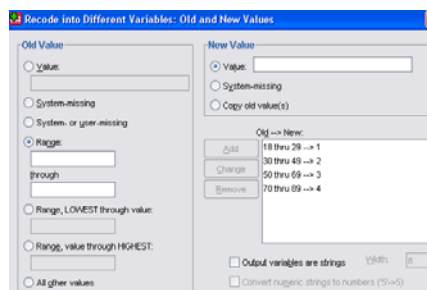 Recode into Different Variables: Old and New Values
Old Value
Value:
System-missing
System- or user-missing
Range:
through
Range, LOWEST through value:
Range, value through HIGHEST:
All other values
New Value
Value:
System-missing
Copy old value(s)
Old --> New:
Add
Change
Remove
18 thru 29 --> 1
30 thru 49 --> 2
50 thru 69 --> 3
70 thru 89 --> 4
Output variables are strings
Width:
8
Convert numeric strings to numbers ('5'->5)